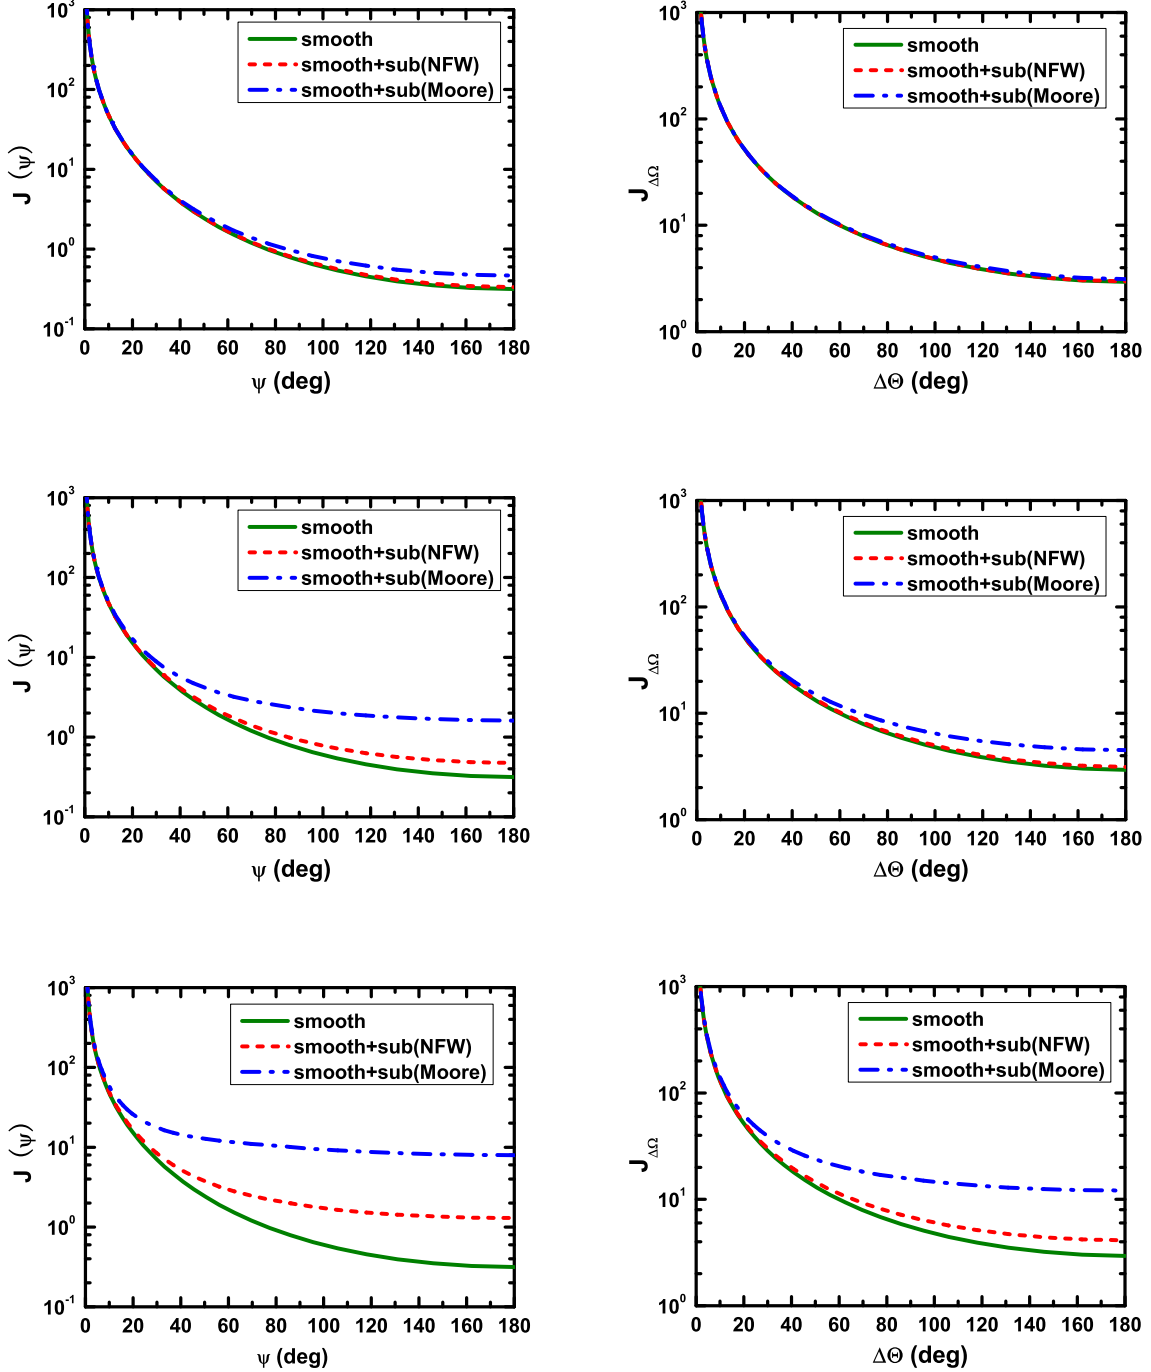 10³
10²
10¹
10⁰
10⁻¹
J (ψ)
smooth
smooth+sub(NFW)
smooth+sub(Moore)
0 20 40 60 80 100 120 140 160 180
ψ (deg)
10³
10²
10¹
10⁰
J_ΔΩ
smooth
smooth+sub(NFW)
smooth+sub(Moore)
0 20 40 60 80 100 120 140 160 180
ΔΘ (deg)
10³
10²
10¹
10⁰
10⁻¹
J (ψ)
smooth
smooth+sub(NFW)
smooth+sub(Moore)
0 20 40 60 80 100 120 140 160 180
ψ (deg)
10³
10²
10¹
10⁰
J_ΔΩ
smooth
smooth+sub(NFW)
smooth+sub(Moore)
0 20 40 60 80 100 120 140 160 180
ΔΘ (deg)
10³
10²
10¹
10⁰
10⁻¹
J (ψ)
smooth
smooth+sub(NFW)
smooth+sub(Moore)
0 20 40 60 80 100 120 140 160 180
ψ (deg)
10³
10²
10¹
10⁰
J_ΔΩ
smooth
smooth+sub(NFW)
smooth+sub(Moore)
0 20 40 60 80 100 120 140 160 180
ΔΘ (deg)